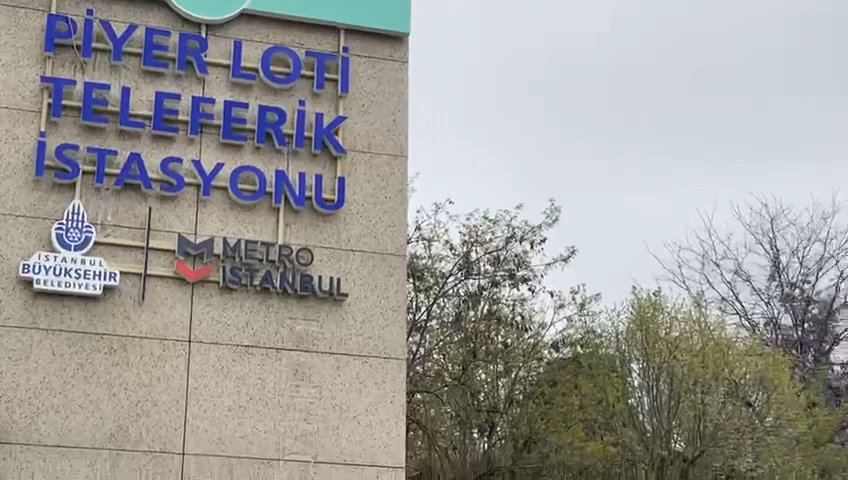 PİYER LOTİ
TELEFERİK
İSTASYONU
İSTANBUL
BÜYÜKŞEHİR
BELEDİYESİ
METRO
İSTANBUL